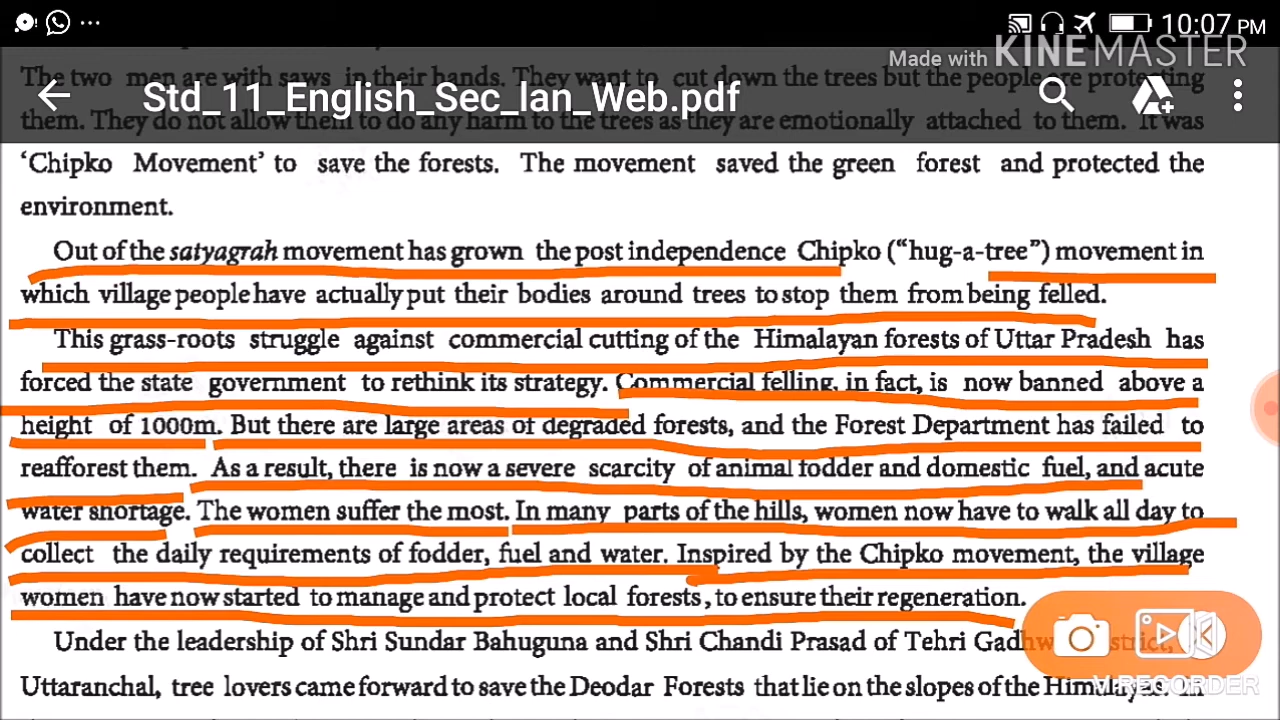 10:07 PM
Made with KINEMASTER
The two men are with saws in their hands. They want to cut down the trees but the people are protecting
Std_11_English_Sec_lan_Web.pdf
them. They do not allow them to do any harm to the trees as they are emotionally attached to them. It was
‘Chipko Movement’ to save the forests. The movement saved the green forest and protected the
environment.
Out of the satyagrah movement has grown the post independence Chipko (“hug-a-tree”) movement in
which village people have actually put their bodies around trees to stop them from being felled.
This grass-roots struggle against commercial cutting of the Himalayan forests of Uttar Pradesh has
forced the state government to rethink its strategy. Commercial felling, in fact, is now banned above a
height of 1000m. But there are large areas of degraded forests, and the Forest Department has failed to
reafforest them. As a result, there is now a severe scarcity of animal fodder and domestic fuel, and acute
water shortage. The women suffer the most. In many parts of the hills, women now have to walk all day to
collect the daily requirements of fodder, fuel and water. Inspired by the Chipko movement, the village
women have now started to manage and protect local forests, to ensure their regeneration.
Under the leadership of Shri Sundar Bahuguna and Shri Chandi Prasad of Tehri Gadhwal District,
Uttaranchal, tree lovers came forward to save the Deodar Forests that lie on the slopes of the Himalayas. In
V RECORDER